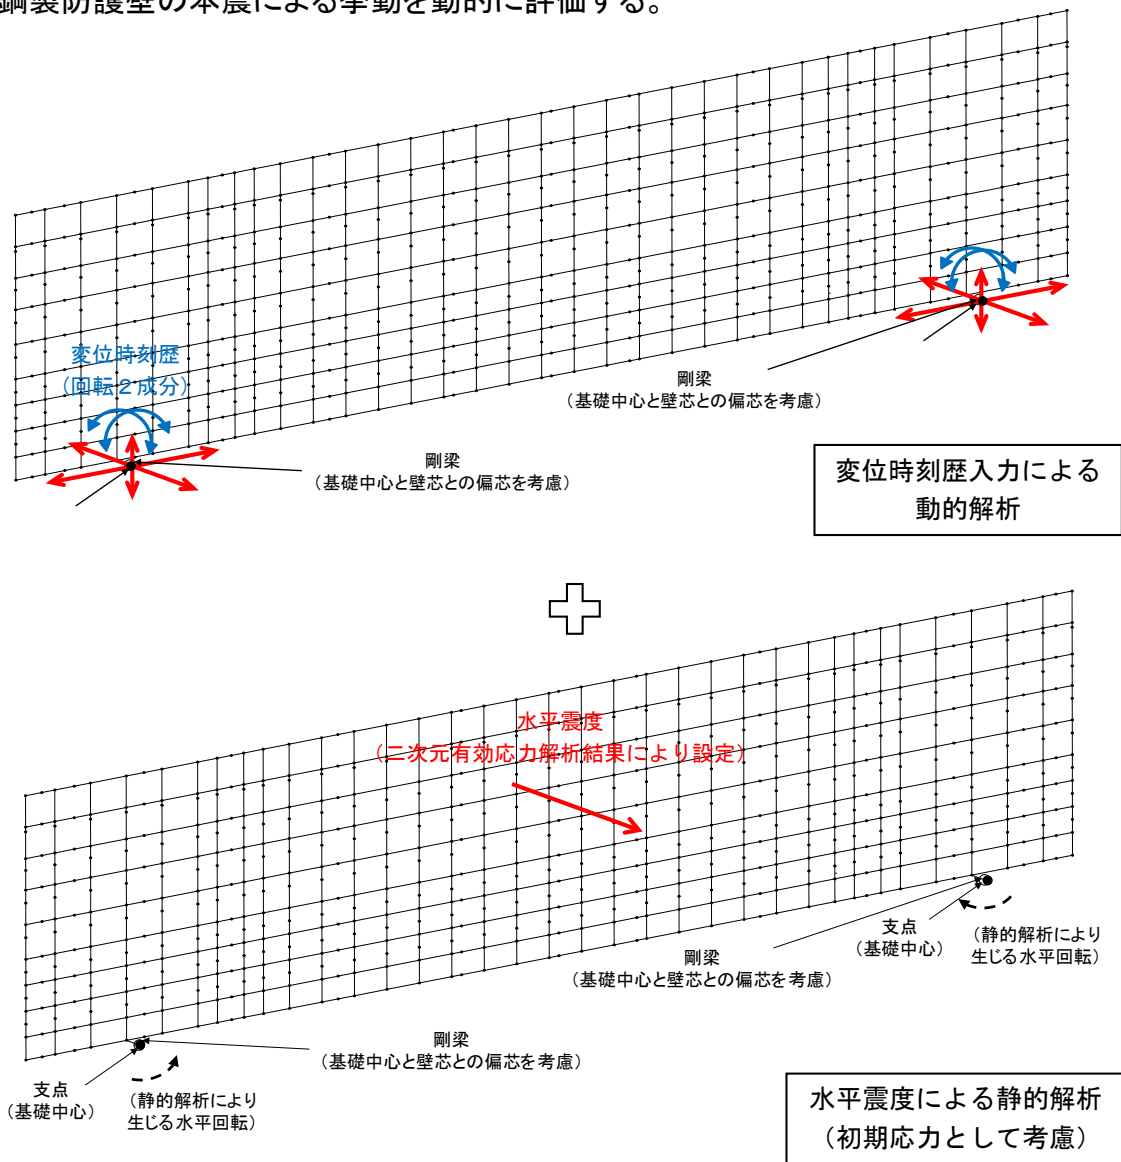 鋼製防護壁の本震による挙動を動的に評価する。
変位時刻歴
（回転２成分）
剛梁
（基礎中心と壁芯との偏芯を考慮）
剛梁
（基礎中心と壁芯との偏芯を考慮）
変位時刻歴入力による
動的解析
水平震度
（二次元有効応力解析結果により設定）
支点
（基礎中心）
（静的解析により
生じる水平回転）
剛梁
（基礎中心と壁芯との偏芯を考慮）
剛梁
（基礎中心と壁芯との偏芯を考慮）
支点
（基礎中心）
（静的解析により
生じる水平回転）
水平震度による静的解析
（初期応力として考慮）